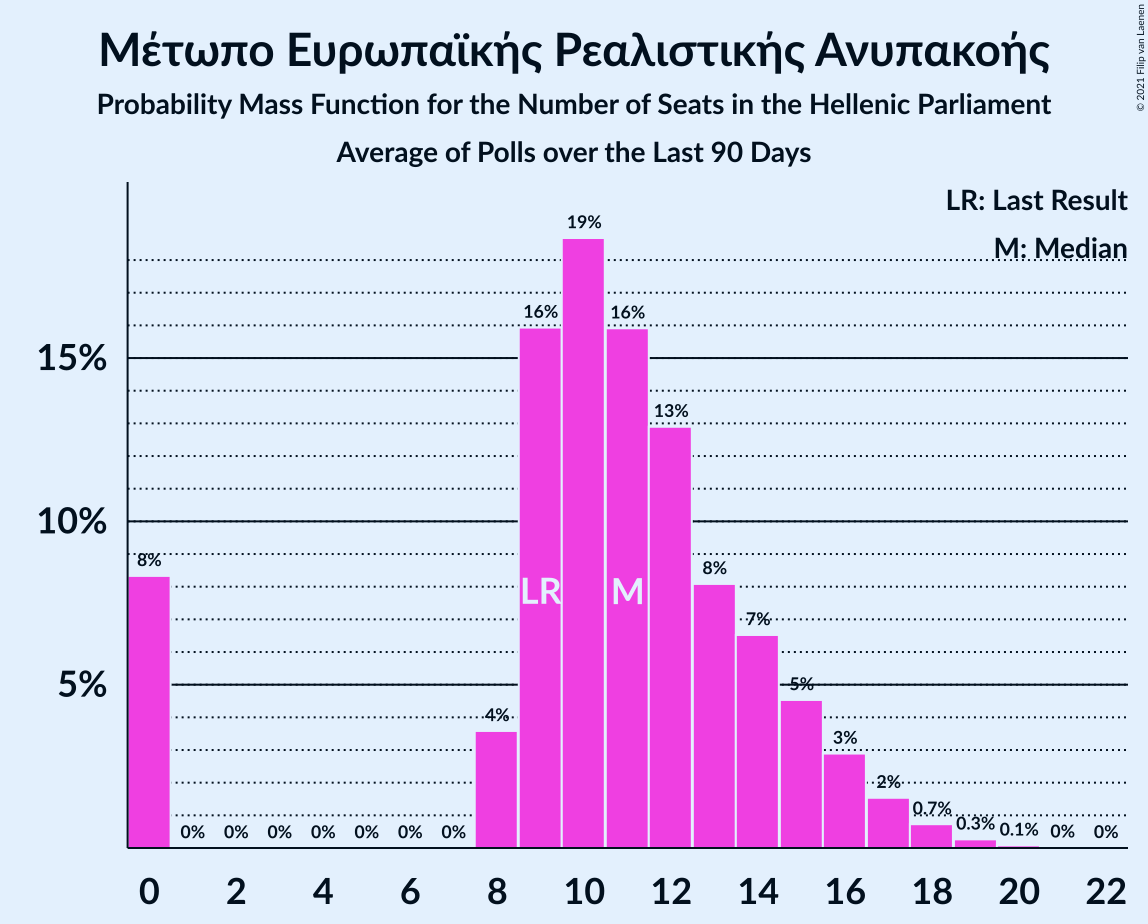 Μέτωπο Ευρωπαϊκής Ρεαλιστικής Ανυπακοής
Probability Mass Function for the Number of Seats in the Hellenic Parliament
Average of Polls over the Last 90 Days
© 2021 Filip van Laenen
LR: Last Result
M: Median
19%
16% 16%
15%
13%
10%
8% 8%
LR M
7%
5% 5%
4%
3%
2%
0.7% 0.3% 0.1%
0% 0% 0% 0% 0% 0% 0% 0% 0%
0 2 4 6 8 10 12 14 16 18 20 22